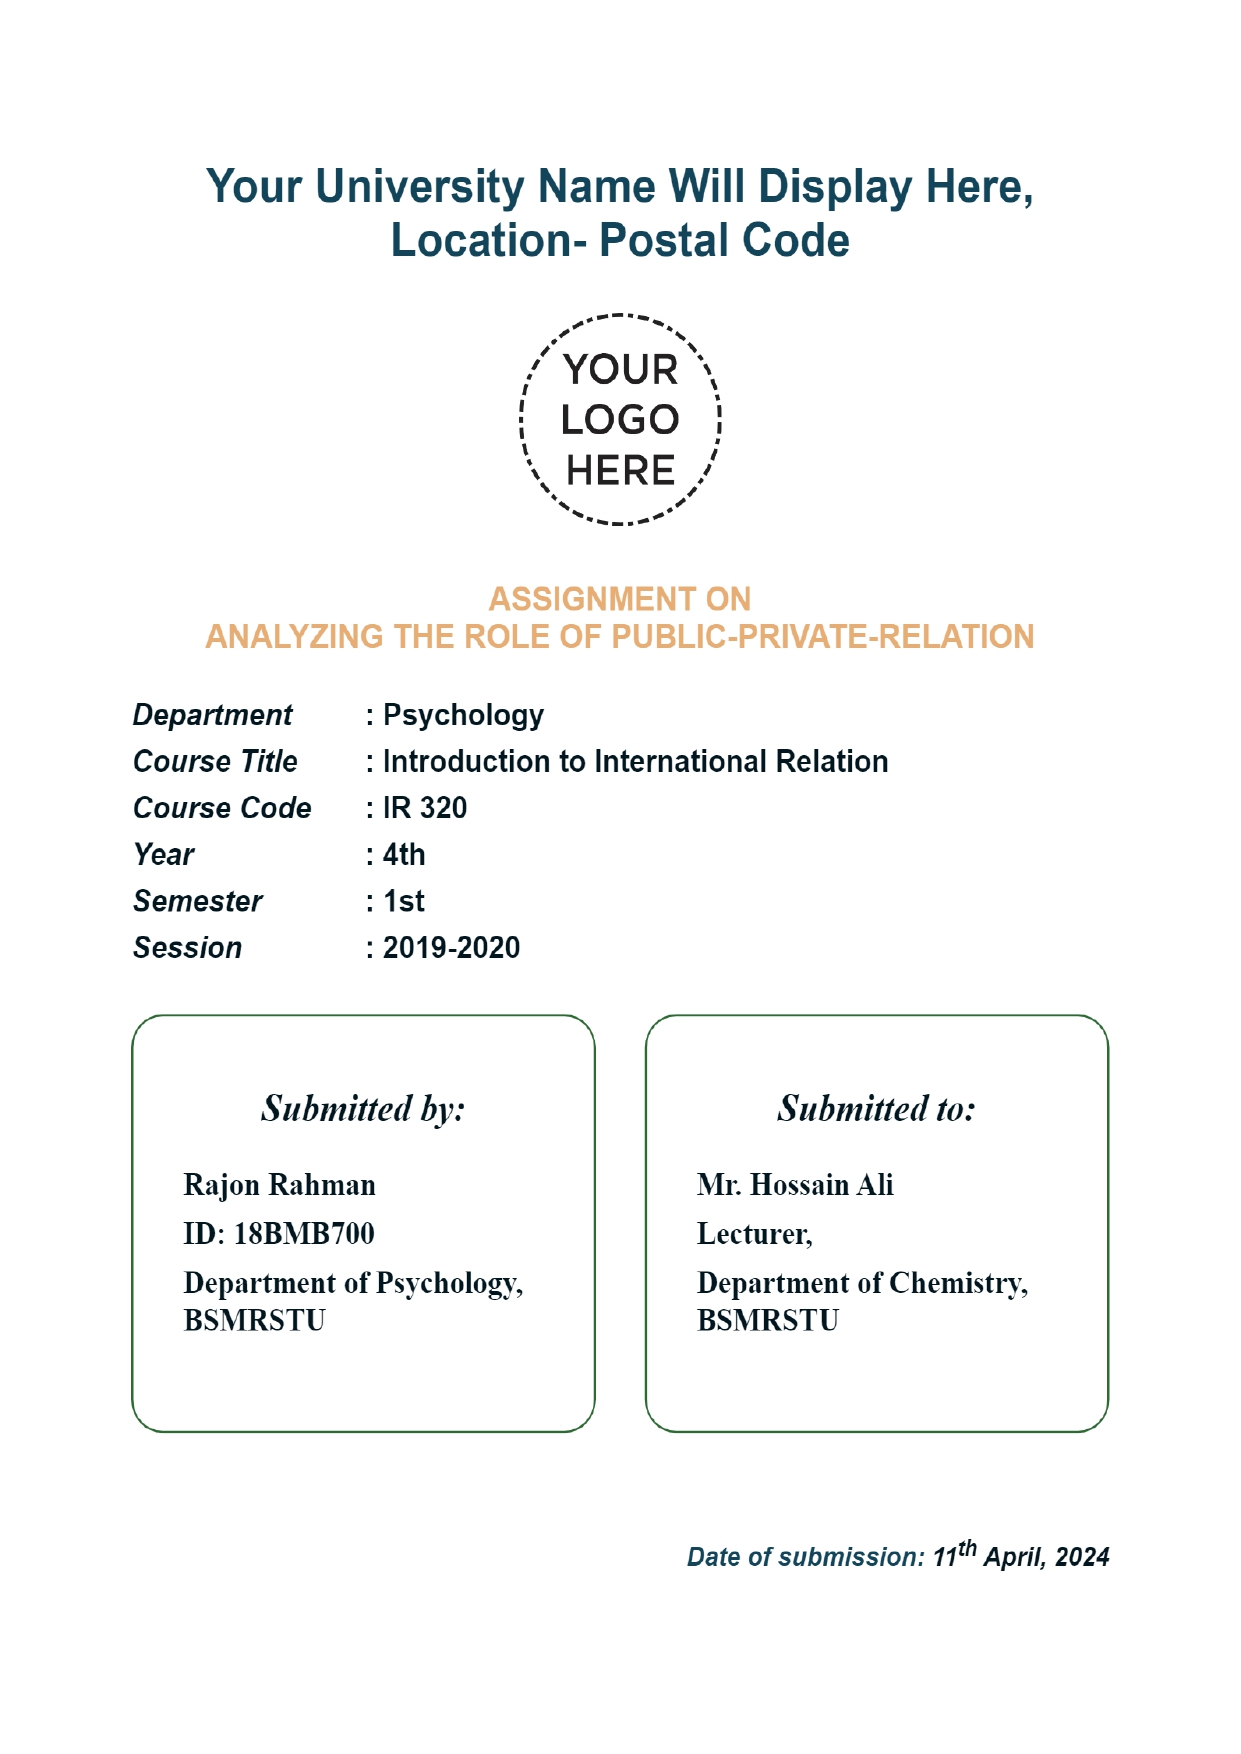 Your University Name Will Display Here,
Location- Postal Code
YOUR
LOGO
HERE
ASSIGNMENT ON
ANALYZING THE ROLE OF PUBLIC-PRIVATE-RELATION
Department : Psychology
Course Title : Introduction to International Relation
Course Code : IR 320
Year : 4th
Semester : 1st
Session : 2019-2020
Submitted by:
Rajon Rahman
ID: 18BMB700
Department of Psychology,
BSMRSTU
Submitted to:
Mr. Hossain Ali
Lecturer,
Department of Chemistry,
BSMRSTU
Date of submission: 11th April, 2024